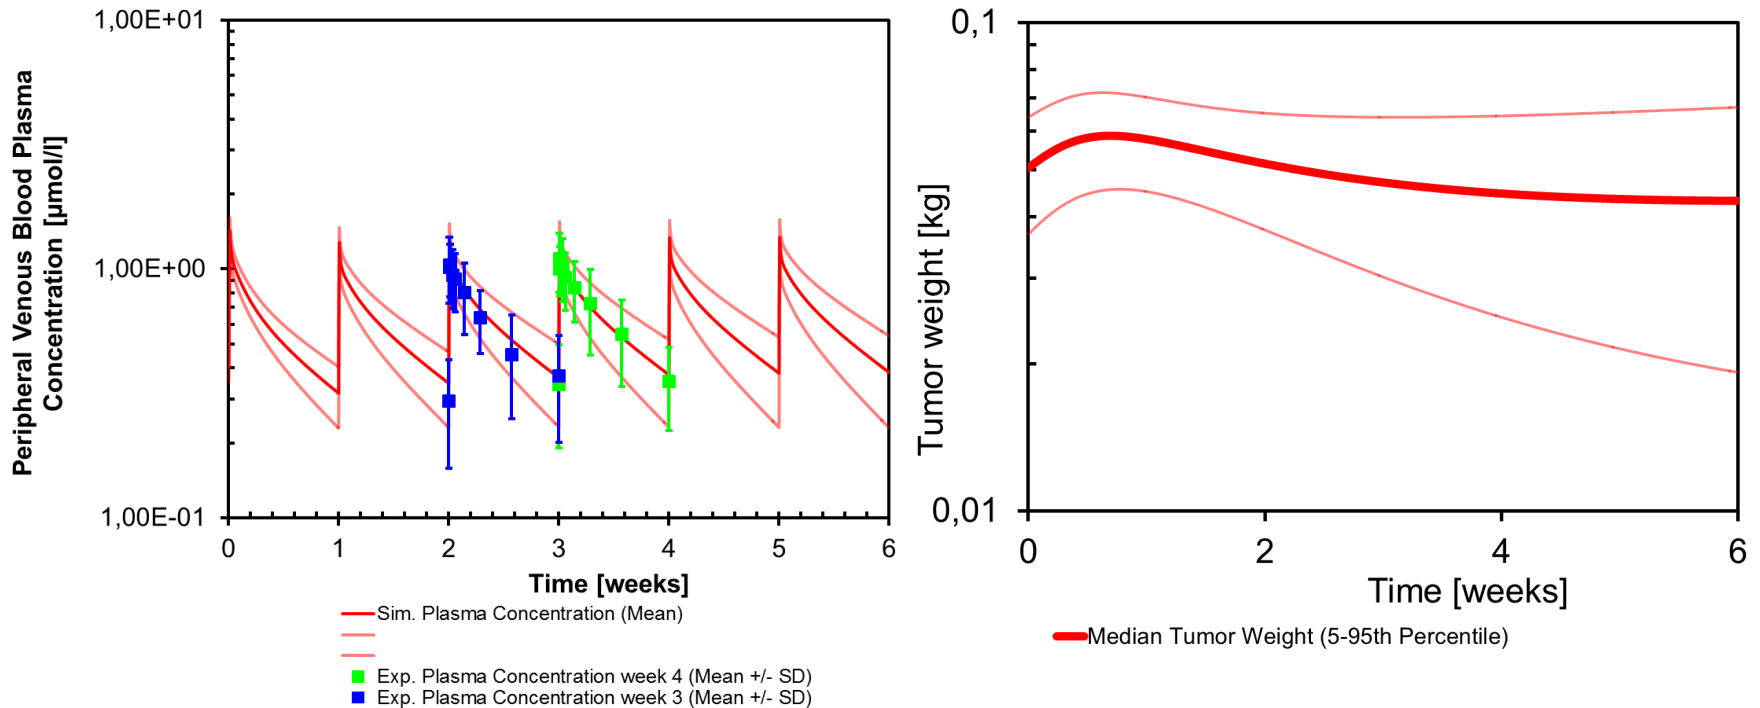 Peripheral Venous Blood Plasma
Concentration [µmol/l]
1,00E+01
1,00E+00
1,00E-01
0 1 2 3 4 5 6
Time [weeks]
Sim. Plasma Concentration (Mean)
Exp. Plasma Concentration week 4 (Mean +/- SD)
Exp. Plasma Concentration week 3 (Mean +/- SD)
Tumor weight [kg]
0,1
0,01
0 2 4 6
Time [weeks]
Median Tumor Weight (5-95th Percentile)